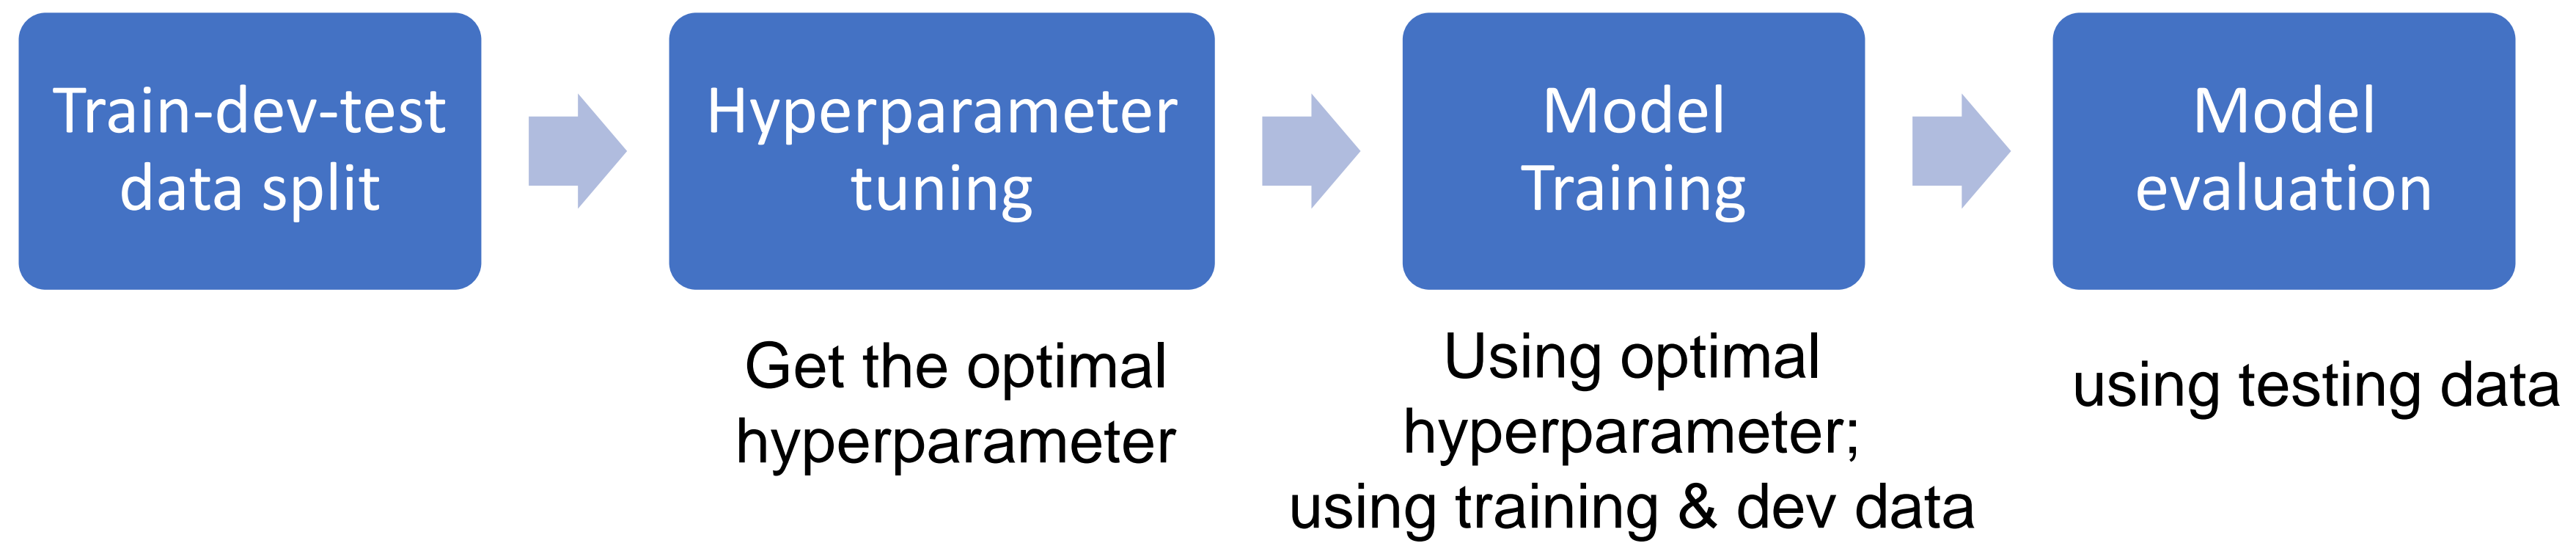 Train-dev-test
data split
Hyperparameter
tuning
Model
Training
Model
evaluation
Get the optimal
hyperparameter
Using optimal
hyperparameter;
using training & dev data
using testing data